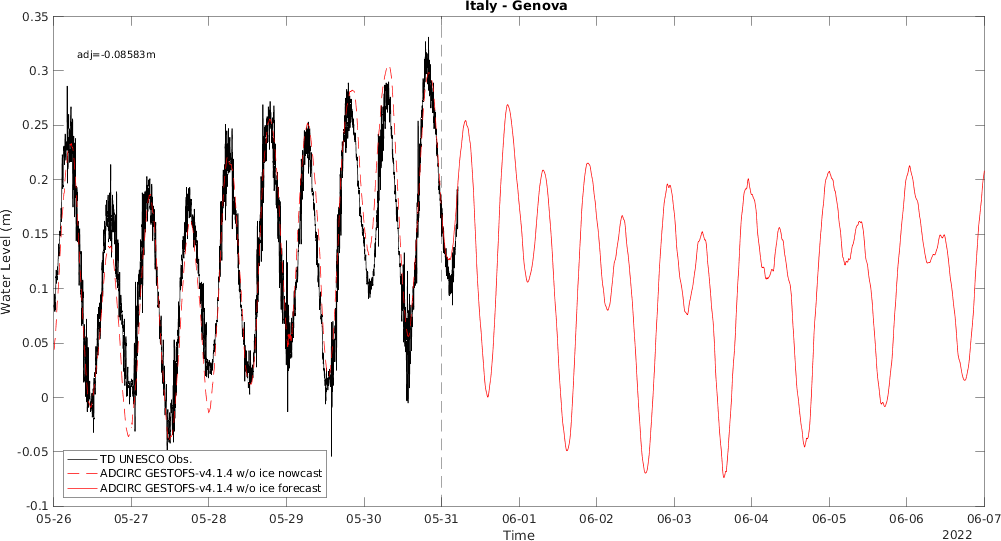 Italy - Genova
0.35
adj=-0.08583m
0.3
0.25
0.2
0.15
0.1
0.05
0
-0.05
-0.1
Water Level (m)
TD UNESCO Obs.
ADCIRC GESTOFS-v4.1.4 w/o ice nowcast
ADCIRC GESTOFS-v4.1.4 w/o ice forecast
05-26 05-27 05-28 05-29 05-30 05-31 06-01 06-02 06-03 06-04 06-05 06-06 06-07
Time
2022